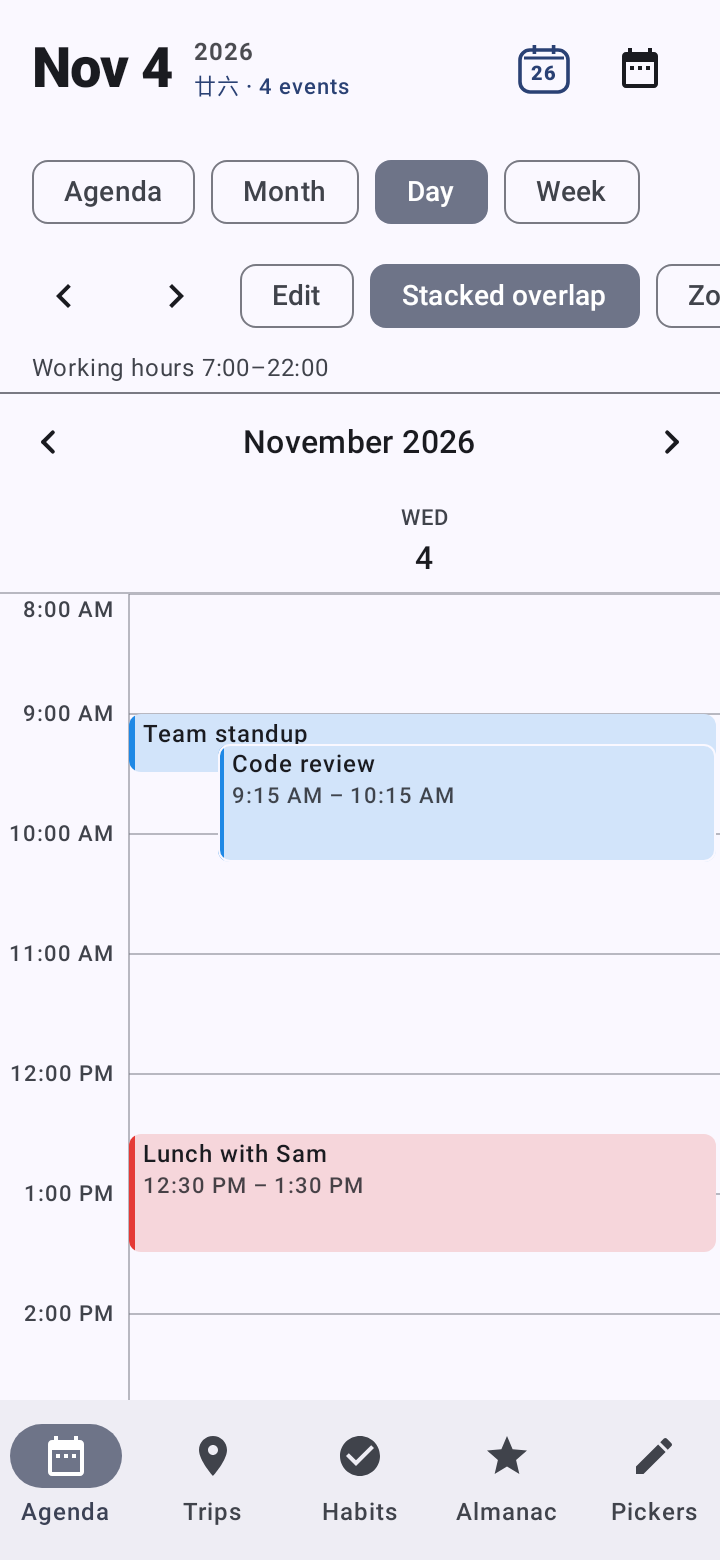 Nov 4
2026
廿六 · 4 events
26
Agenda
Month
Day
Week
Edit
Stacked overlap
Zo
Working hours 7:00–22:00
November 2026
WED
4
8:00 AM
9:00 AM
Team standup
Code review
9:15 AM – 10:15 AM
10:00 AM
11:00 AM
12:00 PM
Lunch with Sam
12:30 PM – 1:30 PM
1:00 PM
2:00 PM
Agenda
Trips
Habits
Almanac
Pickers